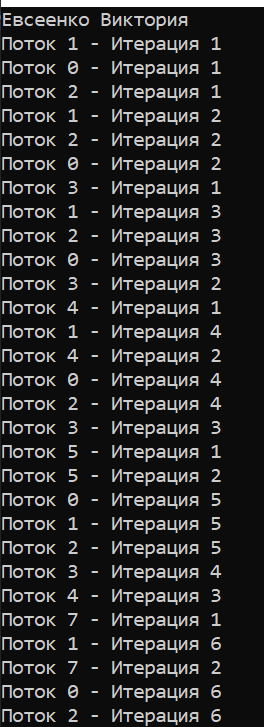 Евсеенко Виктория
Поток 1 - Итерация 1
Поток 0 - Итерация 1
Поток 2 - Итерация 1
Поток 1 - Итерация 2
Поток 2 - Итерация 2
Поток 0 - Итерация 2
Поток 3 - Итерация 1
Поток 1 - Итерация 3
Поток 2 - Итерация 3
Поток 0 - Итерация 3
Поток 3 - Итерация 2
Поток 4 - Итерация 1
Поток 1 - Итерация 4
Поток 4 - Итерация 2
Поток 0 - Итерация 4
Поток 2 - Итерация 4
Поток 3 - Итерация 3
Поток 5 - Итерация 1
Поток 5 - Итерация 2
Поток 0 - Итерация 5
Поток 1 - Итерация 5
Поток 2 - Итерация 5
Поток 3 - Итерация 4
Поток 4 - Итерация 3
Поток 7 - Итерация 1
Поток 1 - Итерация 6
Поток 7 - Итерация 2
Поток 0 - Итерация 6
Поток 2 - Итерация 6